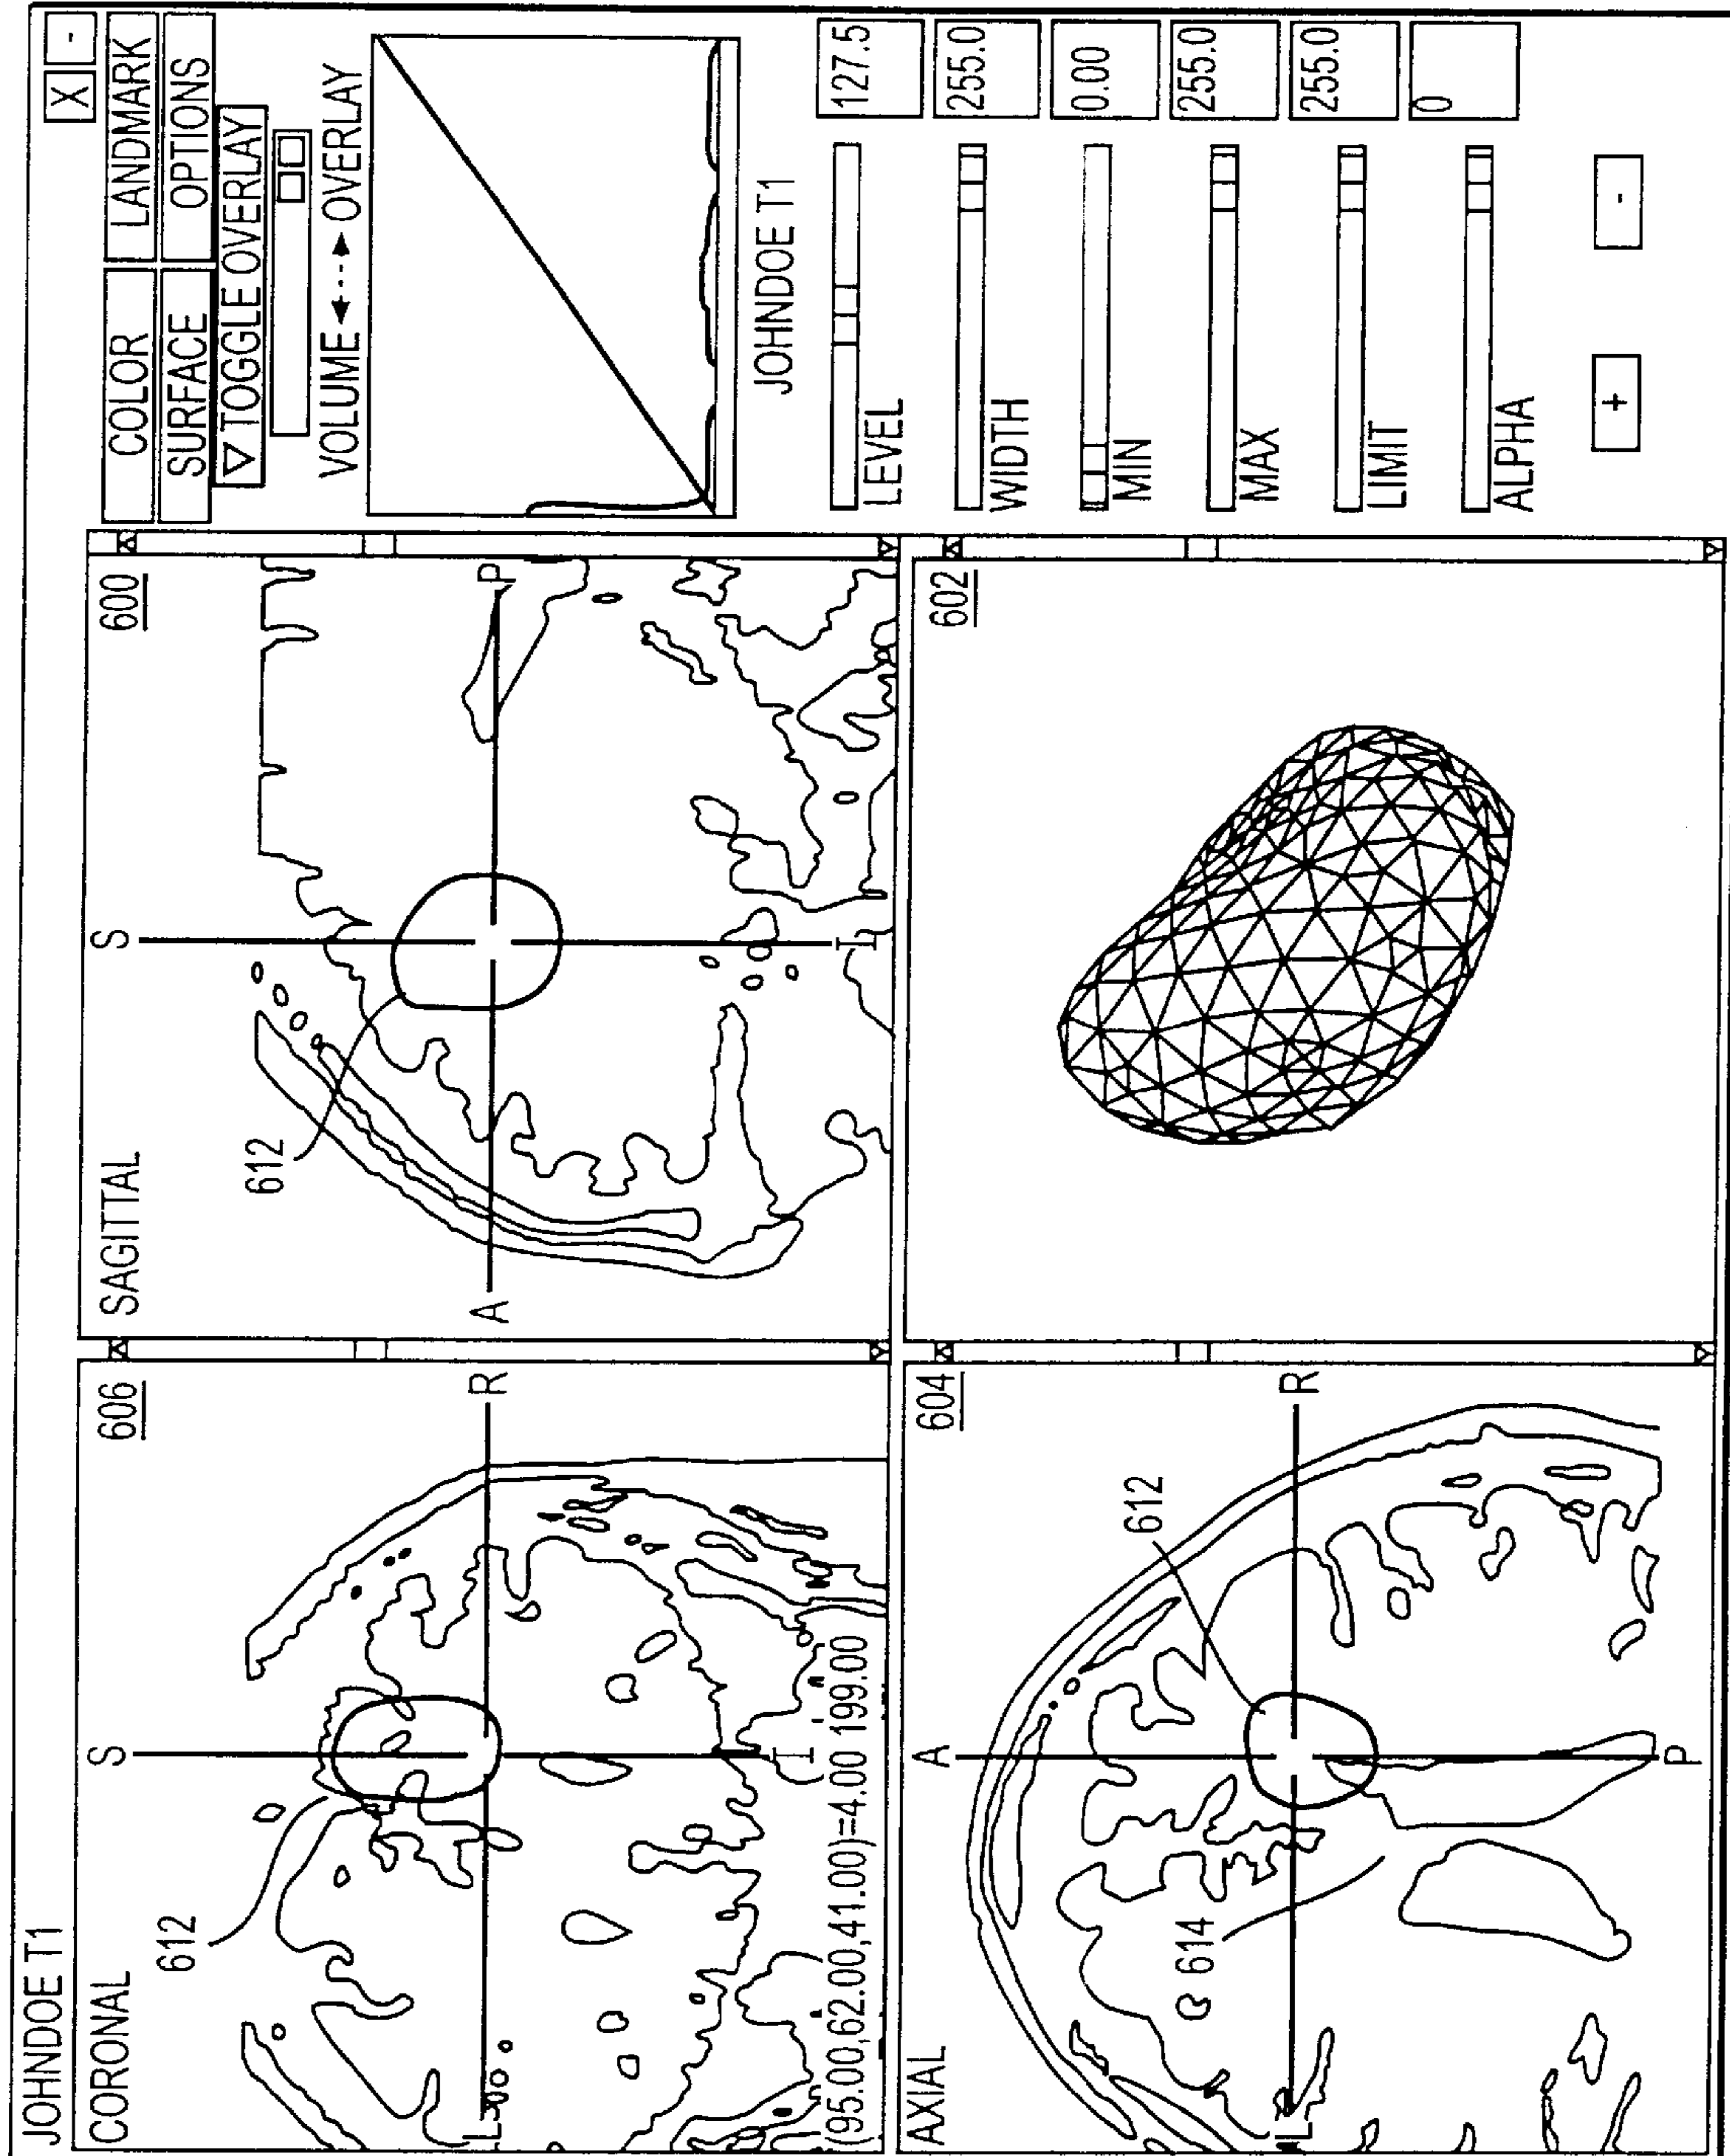 JOHNDOE T1
X -
CORONAL
606
S
L
R
I
612
(95.00,62.00,41.00)=4.00 199.00
SAGITTAL
600
S
A
P
I
612
AXIAL
604
A
R
P
612
614
602
COLOR LANDMARK
SURFACE OPTIONS
▽ TOGGLE OVERLAY
VOLUME ◄---► OVERLAY
JOHNDOE T1
LEVEL 127.5
WIDTH 255.0
MIN 0.00
MAX 255.0
LIMIT 255.0
ALPHA 0
+ -